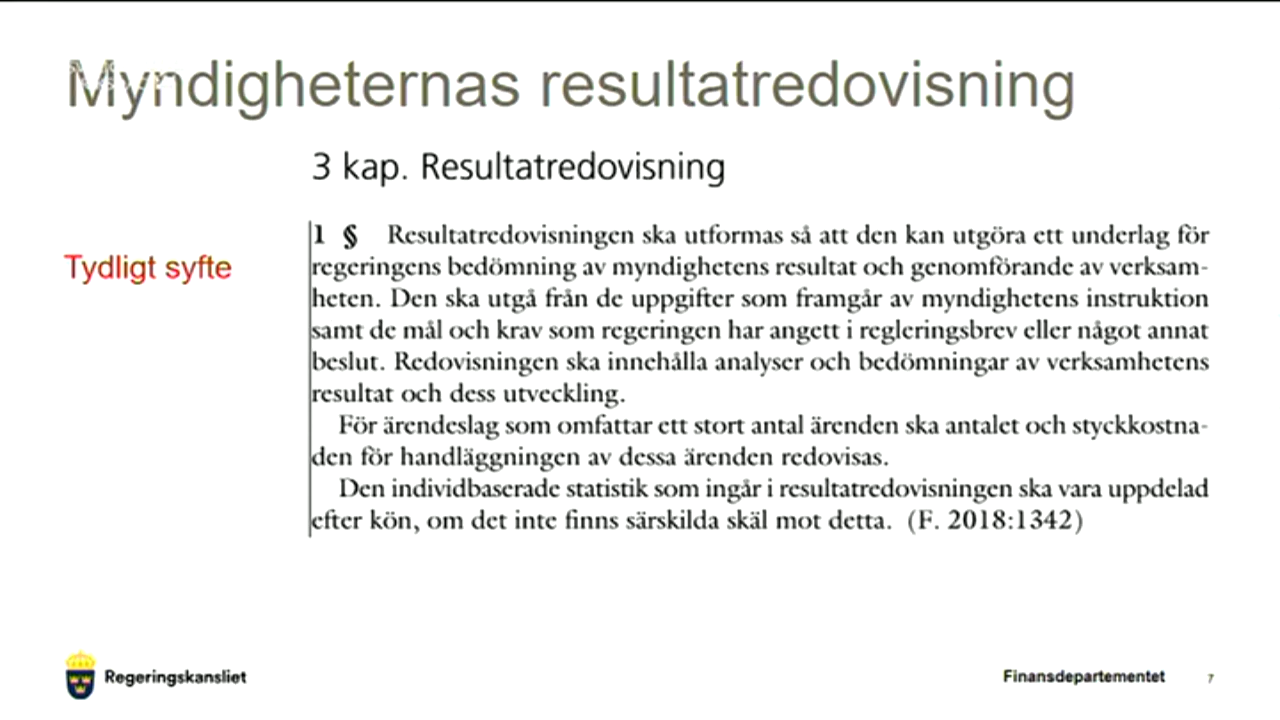 Myndigheternas resultatredovisning
3 kap. Resultatredovisning
Tydligt syfte
1 § Resultatredovisningen ska utformas så att den kan utgöra ett underlag för
regeringens bedömning av myndighetens resultat och genomförande av verksam-
heten. Den ska utgå från de uppgifter som framgår av myndighetens instruktion
samt de mål och krav som regeringen har angett i regleringsbrev eller något annat
beslut. Redovisningen ska innehålla analyser och bedömningar av verksamhetens
resultat och dess utveckling.
För ärendeslag som omfattar ett stort antal ärenden ska antalet och styckkostna-
den för handläggningen av dessa ärenden redovisas.
Den individbaserade statistik som ingår i resultatredovisningen ska vara uppdelad
efter kön, om det inte finns särskilda skäl mot detta. (F. 2018:1342)
Regeringskansliet
Finansdepartementet 7